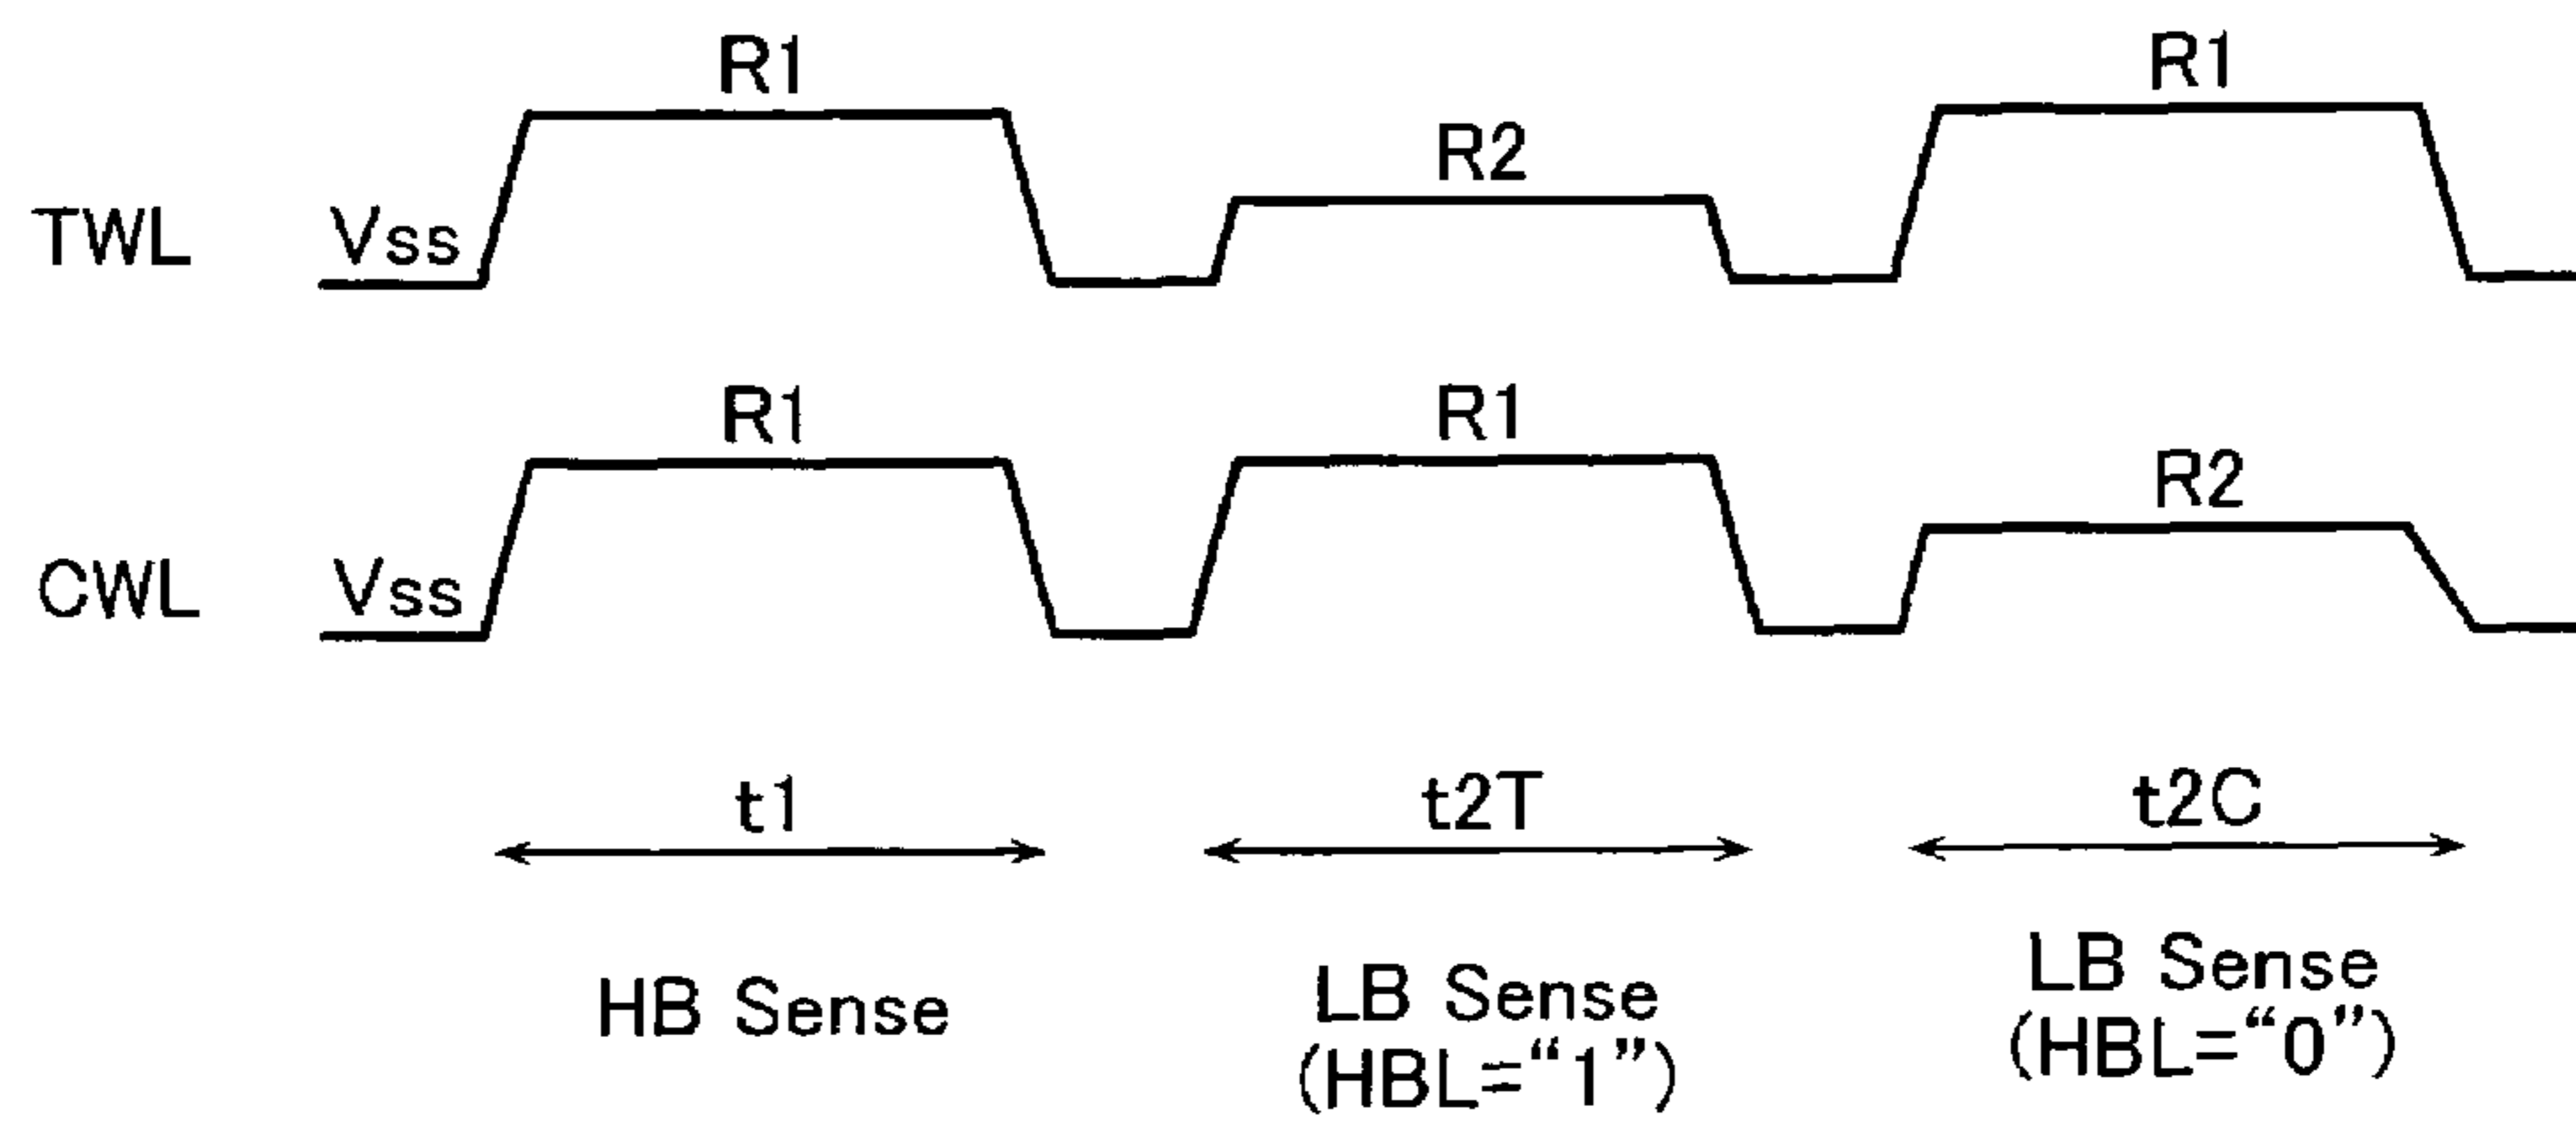 R1 R2 R1
TWL Vss
R1 R1 R2
CWL Vss
t1 t2T t2C
HB Sense LB Sense LB Sense
(HBL=“1”) (HBL=“0”)